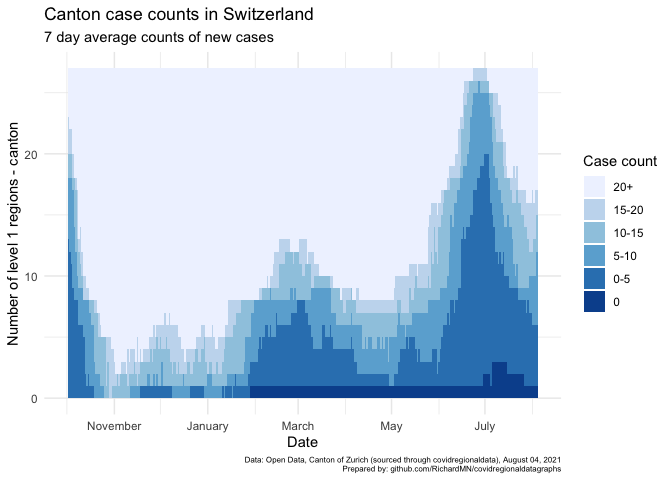 Canton case counts in Switzerland
7 day average counts of new cases
Number of level 1 regions - canton
20
10
0
November
January
March
May
July
Date
Case count
20+
15-20
10-15
5-10
0-5
0
Data: Open Data, Canton of Zurich (sourced through covidregionaldata), August 04, 2021
Prepared by: github.com/RichardMN/covidregionaldatagraphs